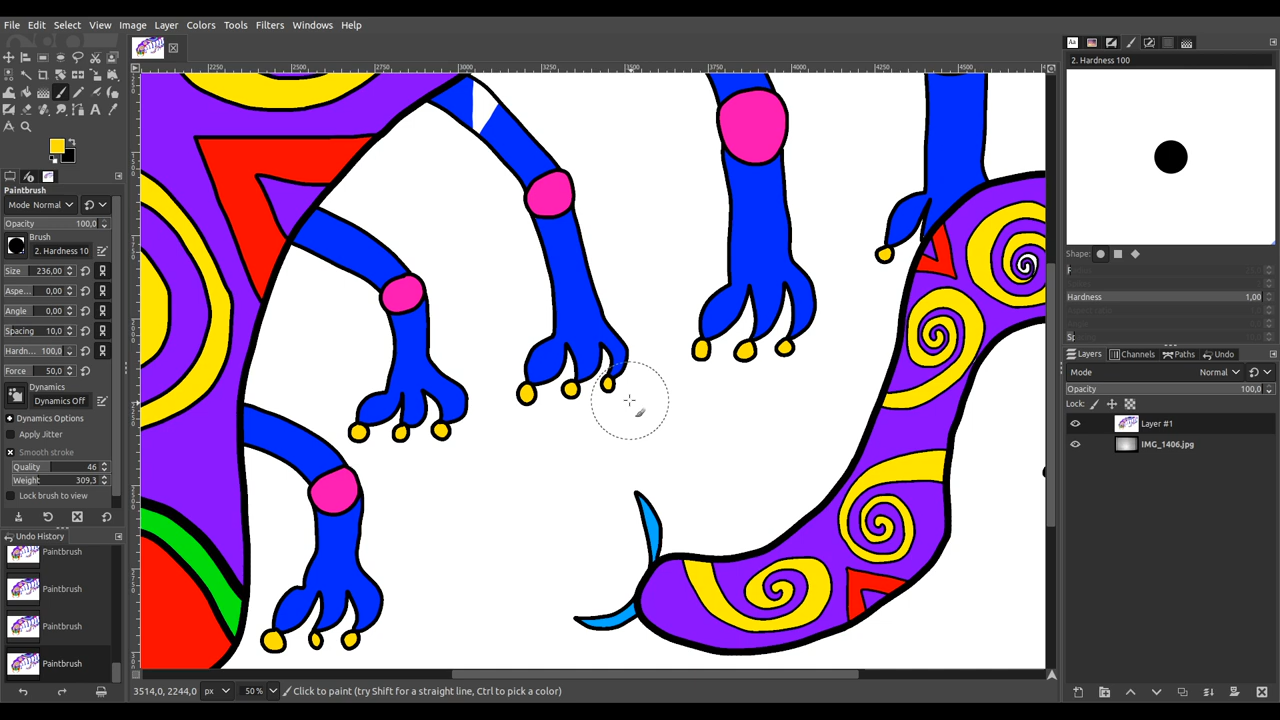 File Edit Select View Image Layer Colors Tools Filters Windows Help
2250 2500 2750 3000 3250 3500 3750 4000 4250 4500
Aa
2. Hardness 100
Paintbrush
Mode Normal
Opacity 100,0
Brush
2. Hardness 10
Size 236,00
Aspe... 0,00
Angle 0,00
Spacing 10,0
Hardn... 100,0
Force 50,0
Dynamics
Dynamics Off
Dynamics Options
Apply Jitter
Smooth stroke
Quality 46
Weight 309,3
Lock brush to view
Undo History
Paintbrush
Paintbrush
Paintbrush
Paintbrush
Shape:
Hardness 1,00
Layers Channels Paths Undo
Mode Normal
Opacity 100,0
Lock:
Layer #1
IMG_1406.jpg
3514,0, 2244,0 px 50 % Click to paint (try Shift for a straight line, Ctrl to pick a color)